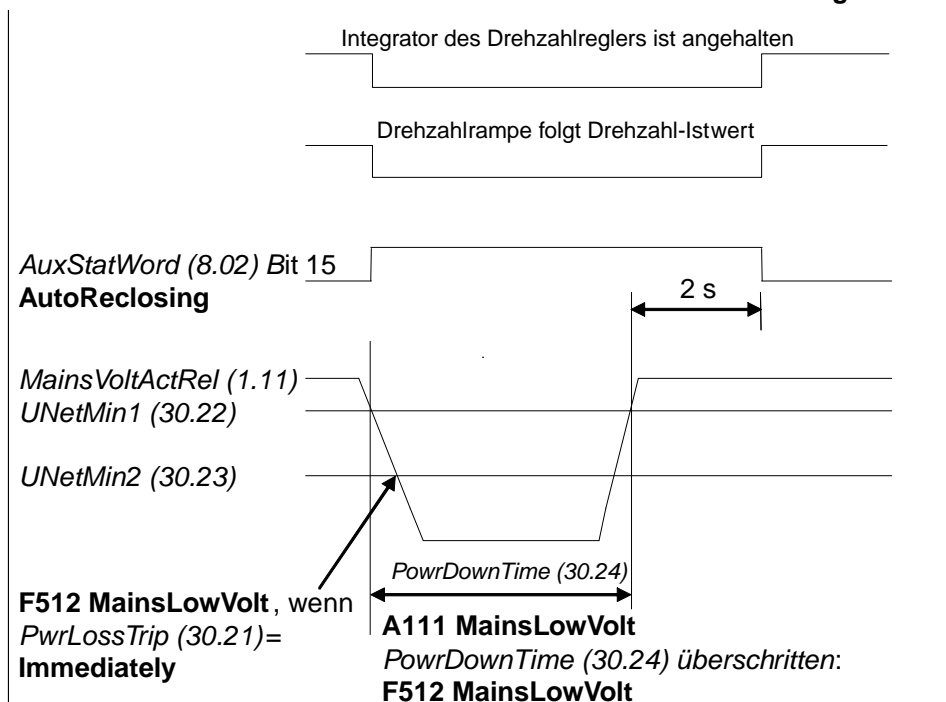 g
Integrator des Drehzahlreglers ist angehalten
Drehzahlrampe folgt Drehzahl-Istwert
AuxStatWord (8.02) Bit 15
AutoReclosing
2 s
MainsVoltActRel (1.11)
UNetMin1 (30.22)
UNetMin2 (30.23)
PowrDownTime (30.24)
F512 MainsLowVolt, wenn
PwrLossTrip (30.21)=
Immediately
A111 MainsLowVolt
PowrDownTime (30.24) überschritten:
F512 MainsLowVolt